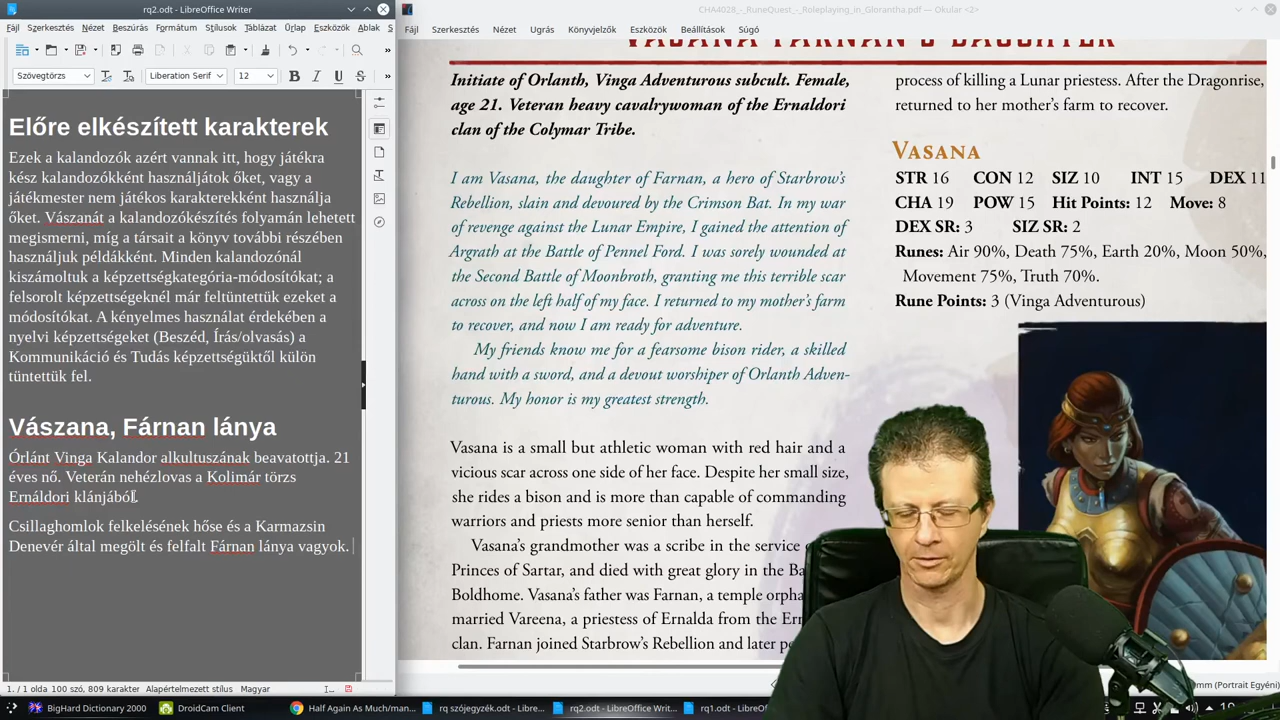 rq2.odt - LibreOffice Writer
CHA4028_-_RuneQuest_-_Roleplaying_in_Glorantha.pdf — Okular <2>
Fájl Szerkesztés Nézet Beszúrás Formátum Stílusok Táblázat Űrlap Eszközök Ablak S
Fájl Szerkesztés Nézet Ugrás Könyvjelzők Eszközök Beállítások Súgó
Szövegtörzs Liberation Serif 12
Előre elkészített karakterek
Ezek a kalandozók azért vannak itt, hogy játékra
kész kalandozókként használjátok őket, vagy a
játékmester nem játékos karakterekként használja
őket. Vászanát a kalandozókészítés folyamán lehetett
megismerni, míg a társait a könyv további részében
használjuk példákként. Minden kalandozónál
kiszámoltuk a képzettségkategória-módosítókat; a
felsorolt képzettségeknél már feltüntettük ezeket a
módosítókat. A kényelmes használat érdekében a
nyelvi képzettségeket (Beszéd, Írás/olvasás) a
Kommunikáció és Tudás képzettségüktől külön
tüntettük fel.
Vászana, Fárnan lánya
Órlánt Vinga Kalandor alkultuszának beavatottja. 21
éves nő. Veterán nehézlovas a Kolimár törzs
Ernáldori klánjából.
Csillaghomlok felkelésének hőse és a Karmazsin
Denevér által megölt és felfalt Fárnan lánya vagyok.
VASANA FARNAN'S DAUGHTER
Initiate of Orlanth, Vinga Adventurous subcult. Female,
age 21. Veteran heavy cavalrywoman of the Ernaldori
clan of the Colymar Tribe.
I am Vasana, the daughter of Farnan, a hero of Starbrow's
Rebellion, slain and devoured by the Crimson Bat. In my war
of revenge against the Lunar Empire, I gained the attention of
Argrath at the Battle of Pennel Ford. I was sorely wounded at
the Second Battle of Moonbroth, granting me this terrible scar
across on the left half of my face. I returned to my mother's farm
to recover, and now I am ready for adventure.
My friends know me for a fearsome bison rider, a skilled
hand with a sword, and a devout worshiper of Orlanth Adven-
turous. My honor is my greatest strength.
Vasana is a small but athletic woman with red hair and a
vicious scar across one side of her face. Despite her small size,
she rides a bison and is more than capable of commanding
warriors and priests more senior than herself.
Vasana's grandmother was a scribe in the service
Princes of Sartar, and died with great glory in the
Boldhome. Vasana's father was Farnan, a temple
married Vareena, a priestess of Ernalda from the
clan. Farnan joined Starbrow's Rebellion and later
process of killing a Lunar priestess. After the Dragonrise,
returned to her mother's farm to recover.
VASANA
STR 16 CON 12 SIZ 10 INT 15 DEX 11
CHA 19 POW 15 Hit Points: 12 Move: 8
DEX SR: 3 SIZ SR: 2
Runes: Air 90%, Death 75%, Earth 20%, Moon 50%,
Movement 75%, Truth 70%.
Rune Points: 3 (Vinga Adventurous)
1. / 1 oldal 100 szó, 809 karakter Alapértelmezett stílus Magyar
mm (Portrait Egyéni)
BigHard Dictionary 2000 DroidCam Client Half Again As Much/man... rq szójegyzék.odt - Libre... rq2.odt - LibreOffice Writ... rq1.odt - LibreOf